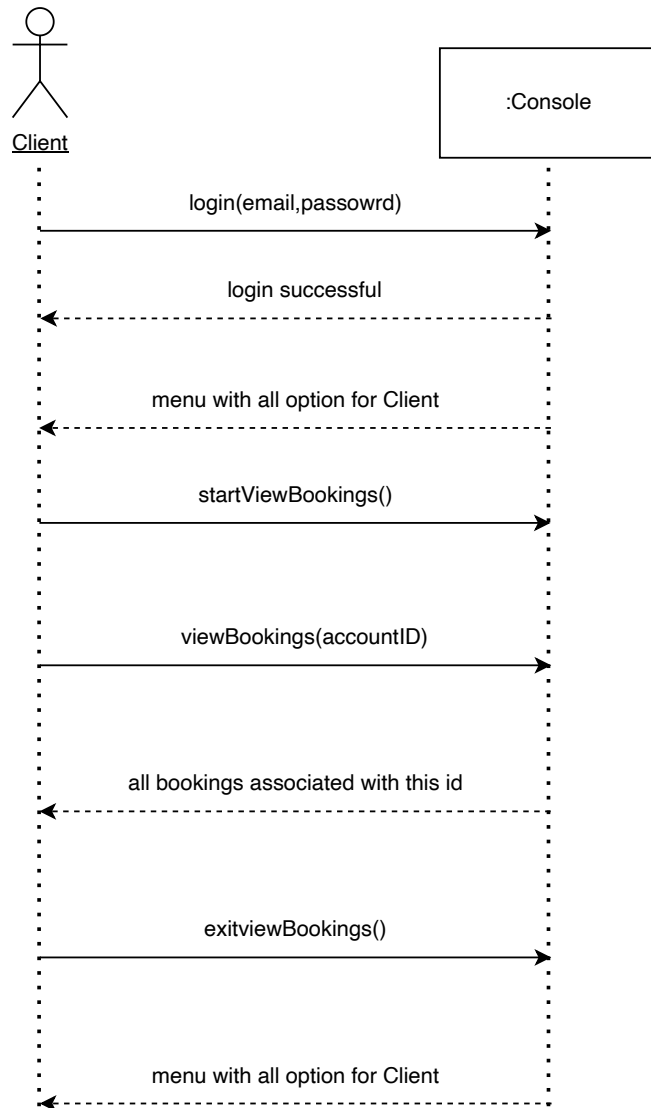 Client
:Console
login(email,passowrd)
login successful
menu with all option for Client
startViewBookings()
viewBookings(accountID)
all bookings associated with this id
exitviewBookings()
menu with all option for Client